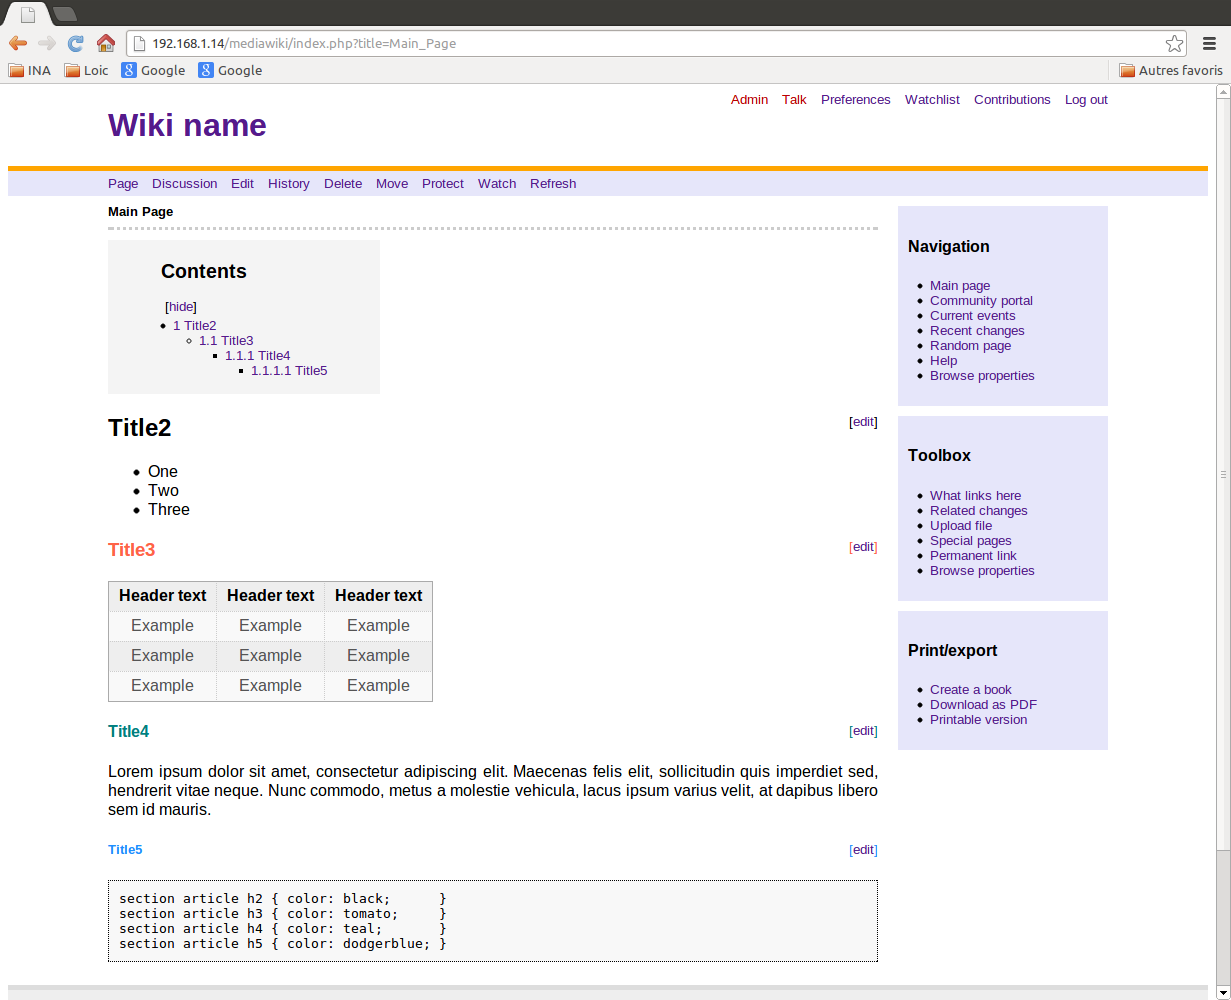 192.168.1.14/mediawiki/index.php?title=Main_Page
INA Loic Google Google Autres favoris
Admin Talk Preferences Watchlist Contributions Log out
Wiki name
Page Discussion Edit History Delete Move Protect Watch Refresh
Main Page
Contents
[hide]
1 Title2
1.1 Title3
1.1.1 Title4
1.1.1.1 Title5
Title2 [edit]
One
Two
Three
Title3 [edit]
Header text Header text Header text
Example Example Example
Example Example Example
Example Example Example
Title4 [edit]
Lorem ipsum dolor sit amet, consectetur adipiscing elit. Maecenas felis elit, sollicitudin quis imperdiet sed,
hendrerit vitae neque. Nunc commodo, metus a molestie vehicula, lacus ipsum varius velit, at dapibus libero
sem id mauris.
Title5 [edit]
section article h2 { color: black;      }
section article h3 { color: tomato;     }
section article h4 { color: teal;       }
section article h5 { color: dodgerblue; }
Navigation
Main page
Community portal
Current events
Recent changes
Random page
Help
Browse properties
Toolbox
What links here
Related changes
Upload file
Special pages
Permanent link
Browse properties
Print/export
Create a book
Download as PDF
Printable version